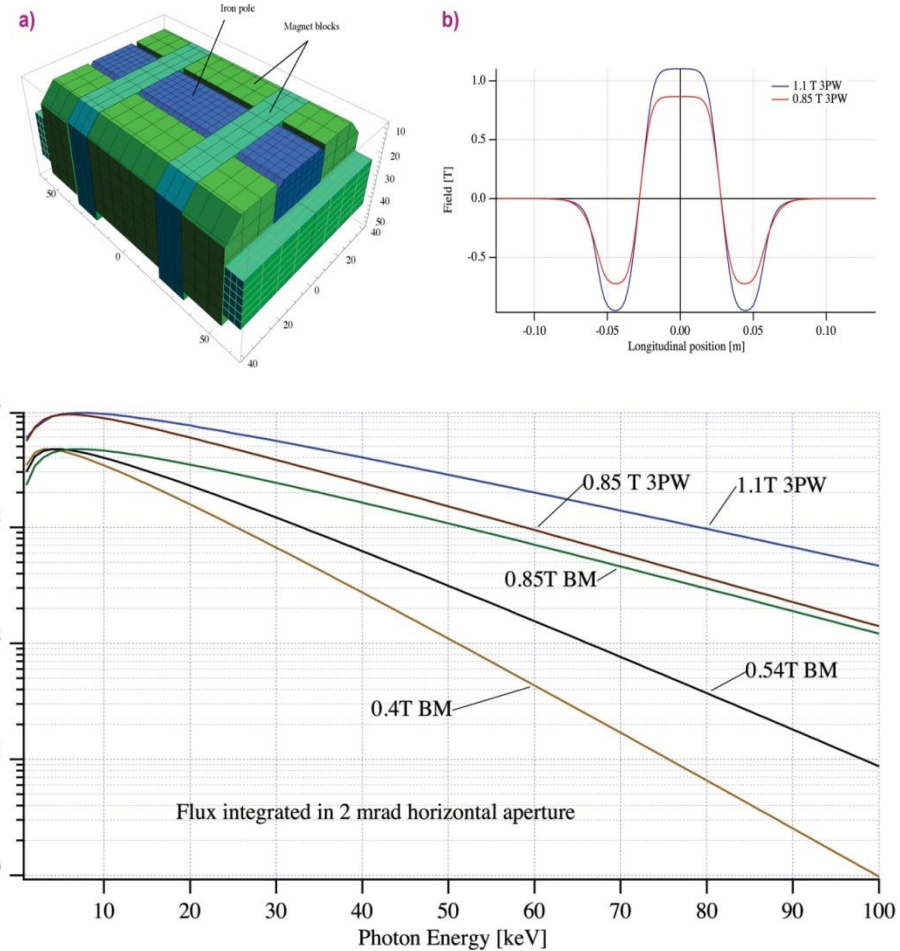 a)
Iron pole
Magnet blocks
10
20
30
40
50
40
20
0
20
40
50
0
50
b)
1.1 T 3PW
0.85 T 3PW
1.0
0.5
0.0
-0.5
Field [T]
-0.10
-0.05
0.00
0.05
0.10
Longitudinal position [m]
0.85 T 3PW
1.1T 3PW
0.85T BM
0.54T BM
0.4T BM
Flux integrated in 2 mrad horizontal aperture
10 20 30 40 50 60 70 80 90 100
Photon Energy [keV]